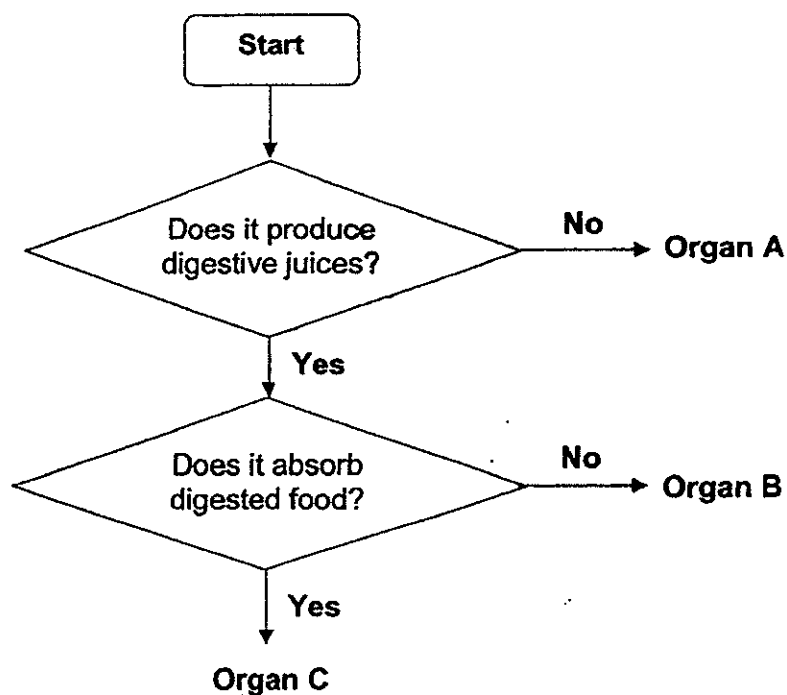 Start
Does it produce
digestive juices?
No
Organ A
Yes
Does it absorb
digested food?
No
Organ B
Yes
Organ C